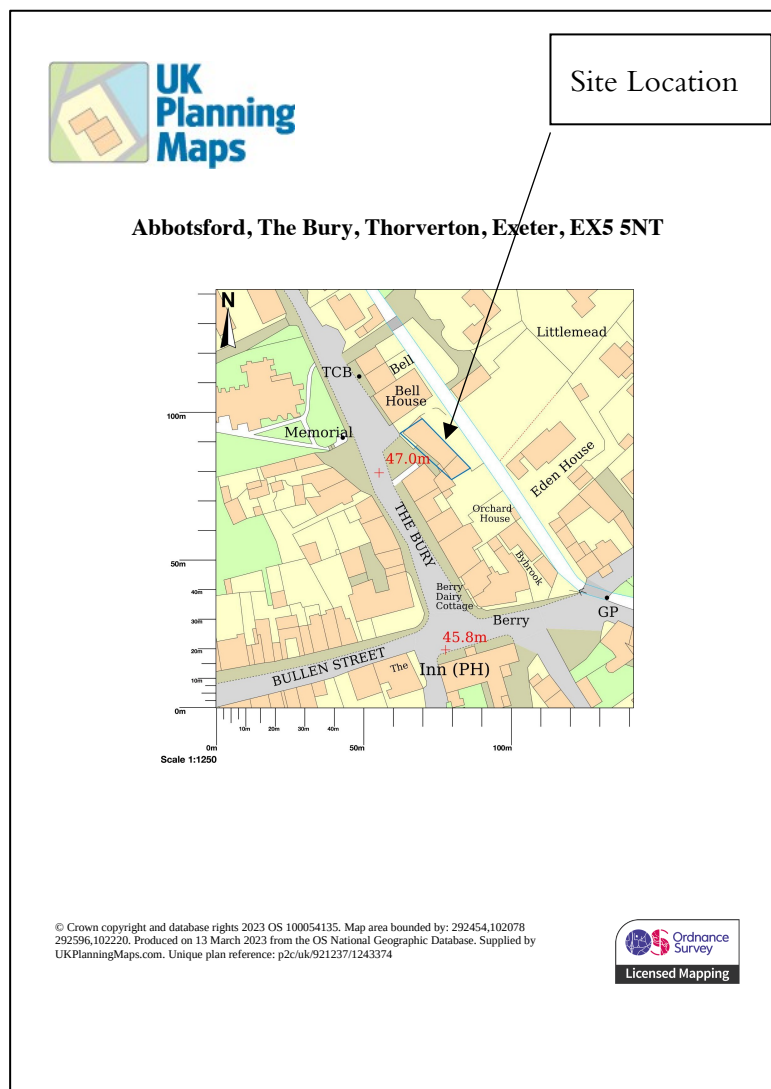 Site Location
UK
Planning
Maps
Abbotsford, The Bury, Thorverton, Exeter, EX5 5NT
N
Littlemead
TCB
Bell
Bell
House
100m
Memorial
47.0m
Eden House
Orchard
House
THE BURY
Bybrook
50m
40m
Berry
Dairy
Cottage
Berry
GP
30m
45.8m
20m
BULLEN STREET
The
Inn (PH)
10m
0m
10m
20m
30m
40m
0m
50m
100m
Scale 1:1250
© Crown copyright and database rights 2023 OS 100054135. Map area bounded by: 292454,102078
292596,102220. Produced on 13 March 2023 from the OS National Geographic Database. Supplied by
UKPlanningMaps.com. Unique plan reference: p2c/uk/921237/1243374
OS
Ordnance
Survey
Licensed Mapping